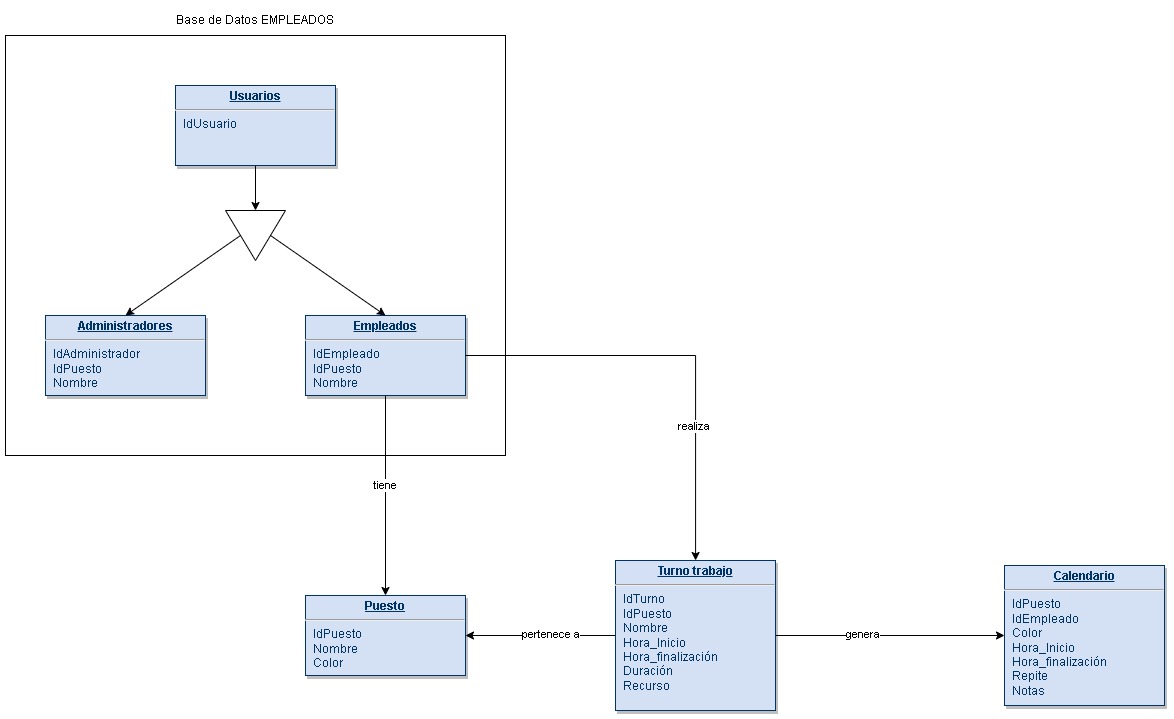 Base de Datos EMPLEADOS
Usuarios
IdUsuario
Administradores
IdAdministrador
IdPuesto
Nombre
Empleados
IdEmpleado
IdPuesto
Nombre
realiza
tiene
Puesto
IdPuesto
Nombre
Color
pertenece a
Turno trabajo
IdTurno
IdPuesto
Nombre
Hora_Inicio
Hora_finalización
Duración
Recurso
genera
Calendario
IdPuesto
IdEmpleado
Color
Hora_Inicio
Hora_finalización
Repite
Notas